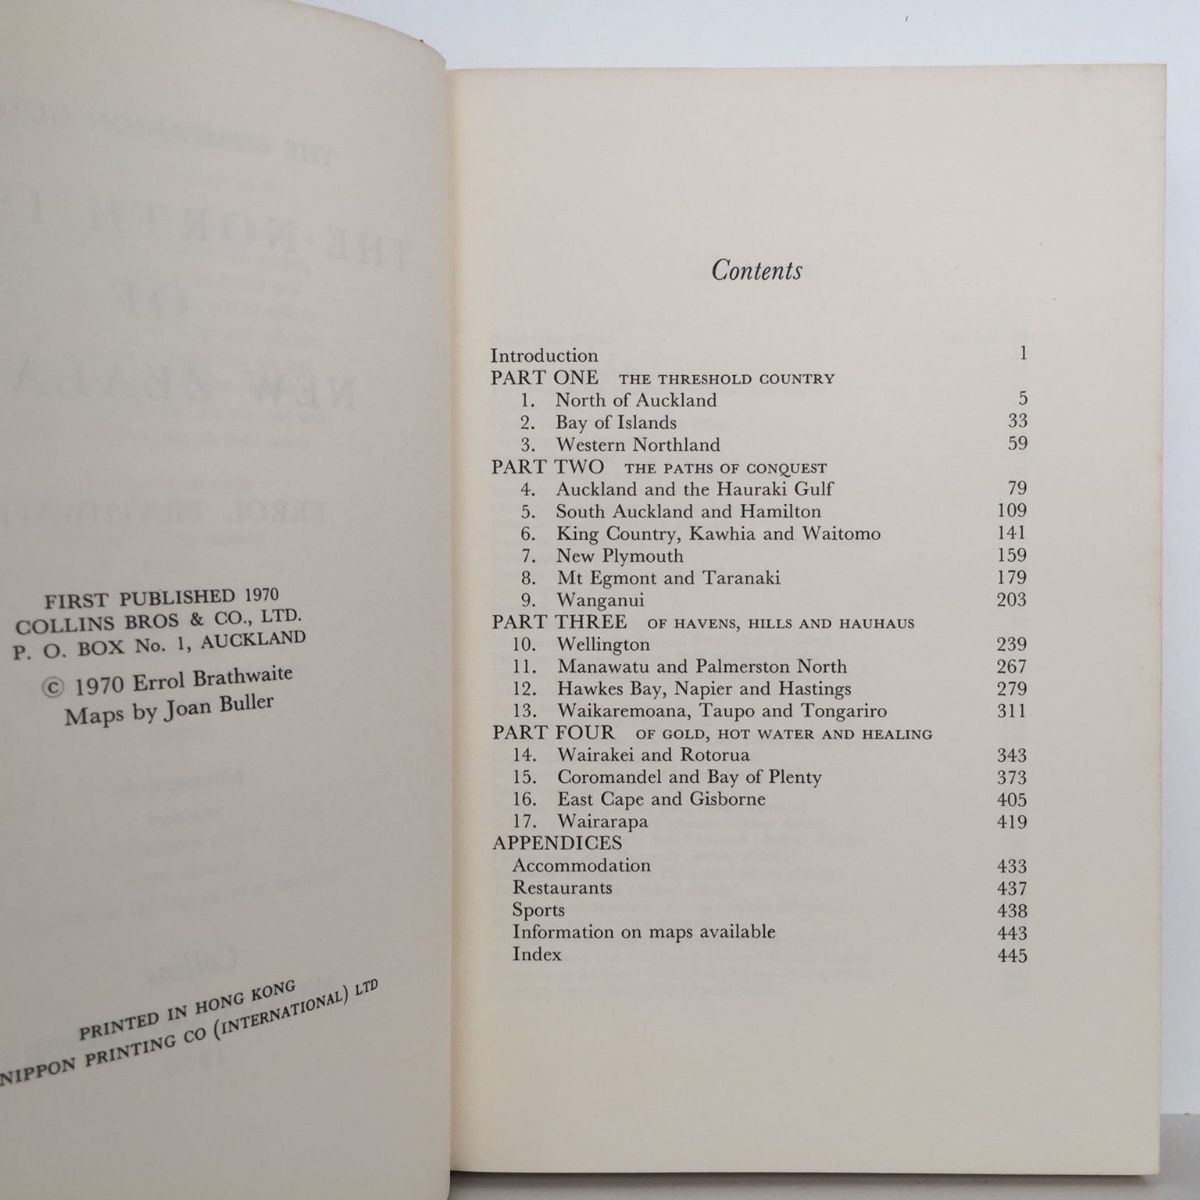 FIRST PUBLISHED 1970
COLLINS BROS & CO., LTD.
P. O. BOX No. 1, AUCKLAND
© 1970 Errol Brathwaite
Maps by Joan Buller
PRINTED IN HONG KONG
NIPPON PRINTING CO (INTERNATIONAL) LTD
Contents
Introduction 1
PART ONE THE THRESHOLD COUNTRY
1. North of Auckland 5
2. Bay of Islands 33
3. Western Northland 59
PART TWO THE PATHS OF CONQUEST
4. Auckland and the Hauraki Gulf 79
5. South Auckland and Hamilton 109
6. King Country, Kawhia and Waitomo 141
7. New Plymouth 159
8. Mt Egmont and Taranaki 179
9. Wanganui 203
PART THREE OF HAVENS, HILLS AND HAUHAUS
10. Wellington 239
11. Manawatu and Palmerston North 267
12. Hawkes Bay, Napier and Hastings 279
13. Waikaremoana, Taupo and Tongariro 311
PART FOUR OF GOLD, HOT WATER AND HEALING
14. Wairakei and Rotorua 343
15. Coromandel and Bay of Plenty 373
16. East Cape and Gisborne 405
17. Wairarapa 419
APPENDICES
Accommodation 433
Restaurants 437
Sports 438
Information on maps available 443
Index 445